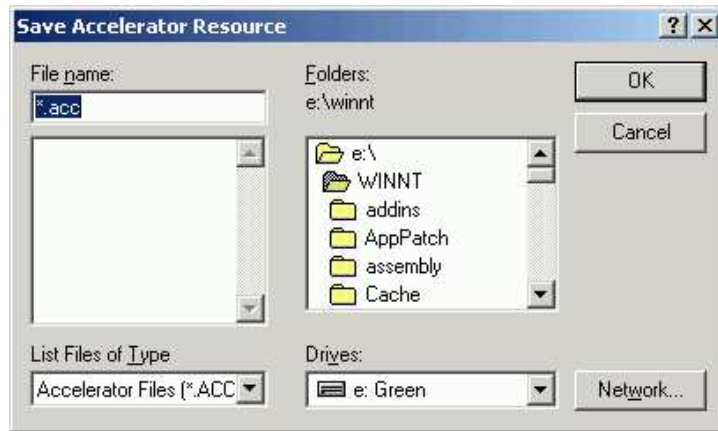 Save Accelerator Resource
File name:
*.acc
Folders:
e:\winnt
OK
Cancel
e:\
WINNT
addins
AppPatch
assembly
Cache
List Files of Type
Accelerator Files (*.ACC
Drives:
e: Green
Network...